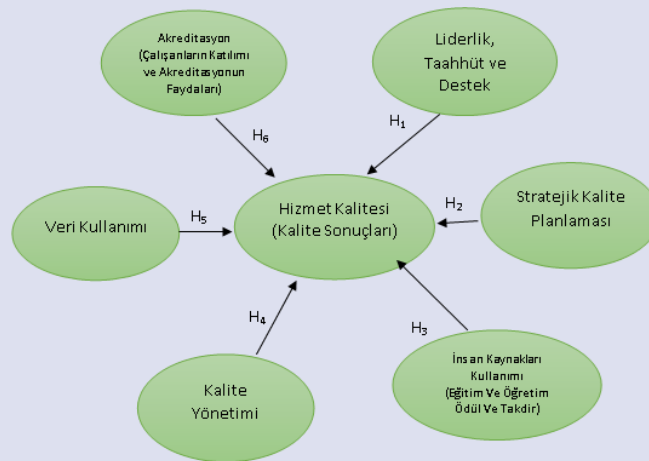 Akreditasyon
(Çalışanların Katılımı
ve Akreditasyonun
Faydaları)
Liderlik,
Taahhüt ve
Destek
H₆
H₁
Hizmet Kalitesi
(Kalite Sonuçları)
H₂
Stratejik Kalite
Planlaması
Veri Kullanımı
H₅
H₄
H₃
Kalite
Yönetimi
İnsan Kaynakları
Kullanımı
(Eğitim Ve Öğretim
Ödül Ve Takdir)